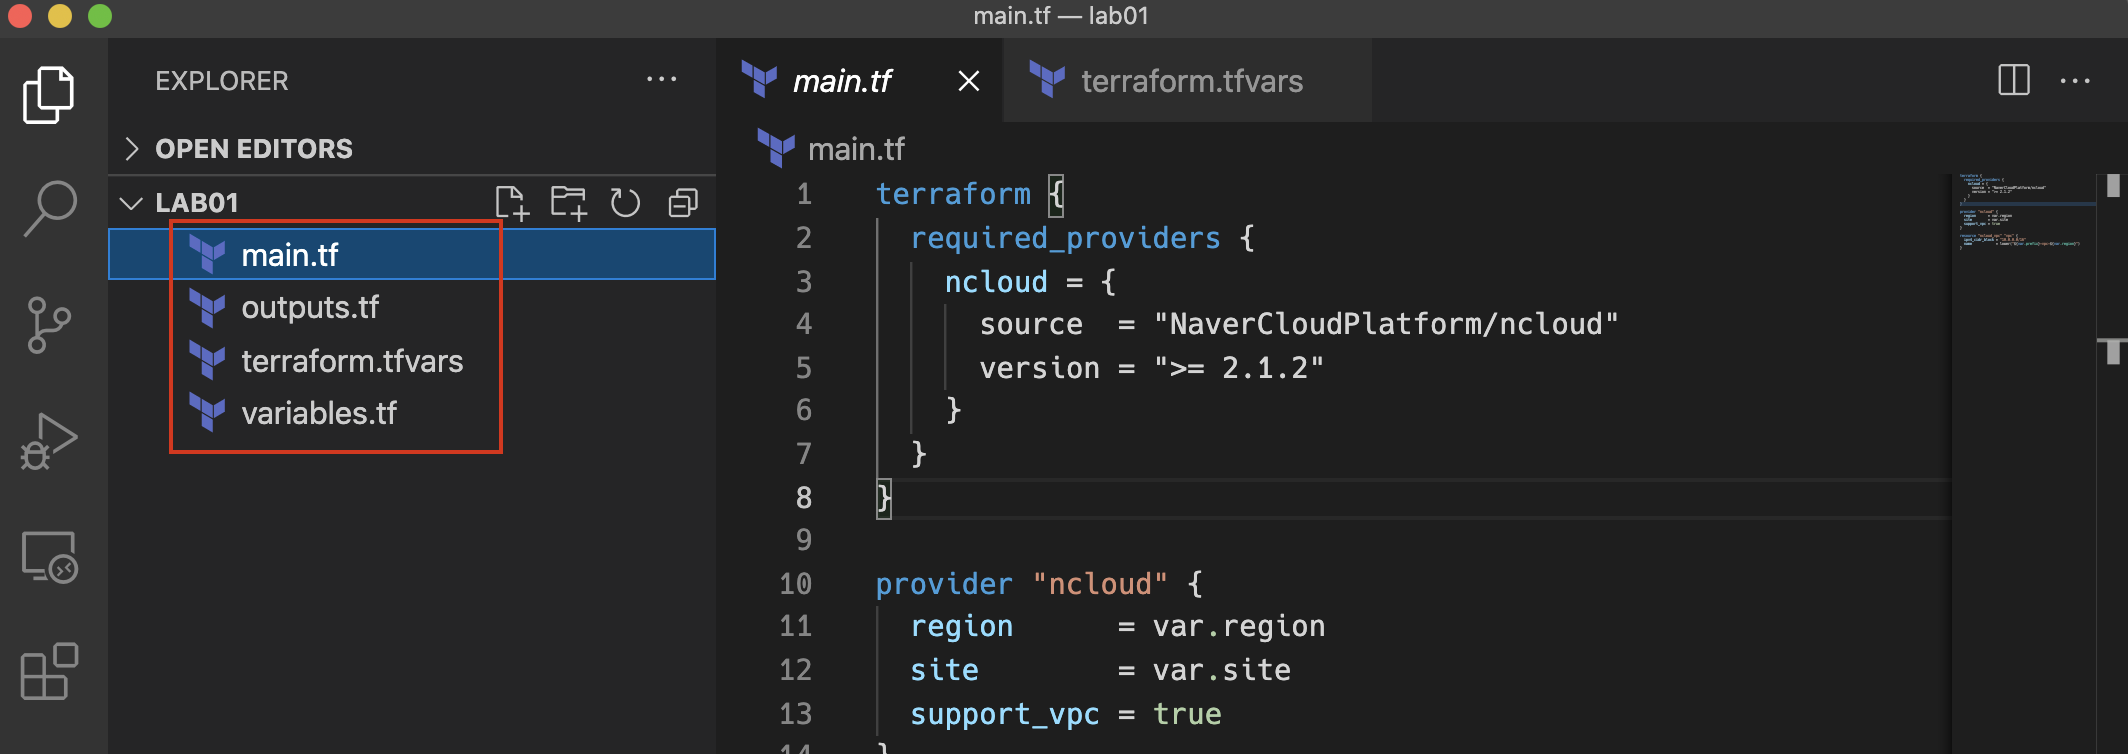 main.tf — lab01
EXPLORER
OPEN EDITORS
LAB01
main.tf
outputs.tf
terraform.tfvars
variables.tf
main.tf
terraform.tfvars
main.tf
1 terraform {
2 required_providers {
3 ncloud = {
4 source  = "NaverCloudPlatform/ncloud"
5 version = ">= 2.1.2"
6 }
7 }
8 }
9
10 provider "ncloud" {
11 region      = var.region
12 site        = var.site
13 support_vpc = true
14 }